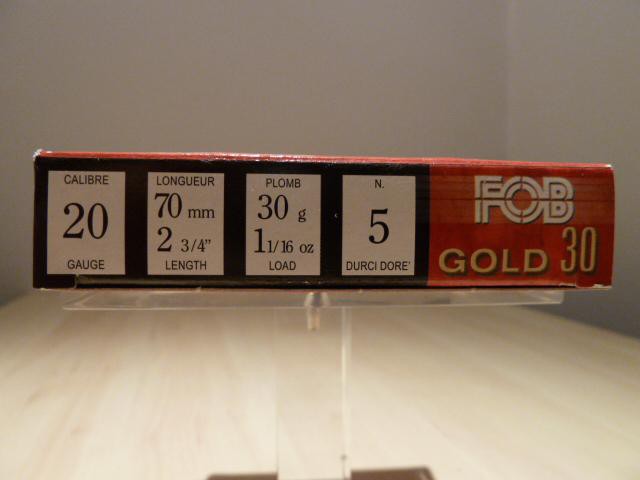 CALIBRE
20
GAUGE
LONGUEUR
70 mm
2 3/4"
LENGTH
PLOMB
30 g
1 1/16 oz
LOAD
N.
5
DURCI DORE'
FOB
GOLD 30